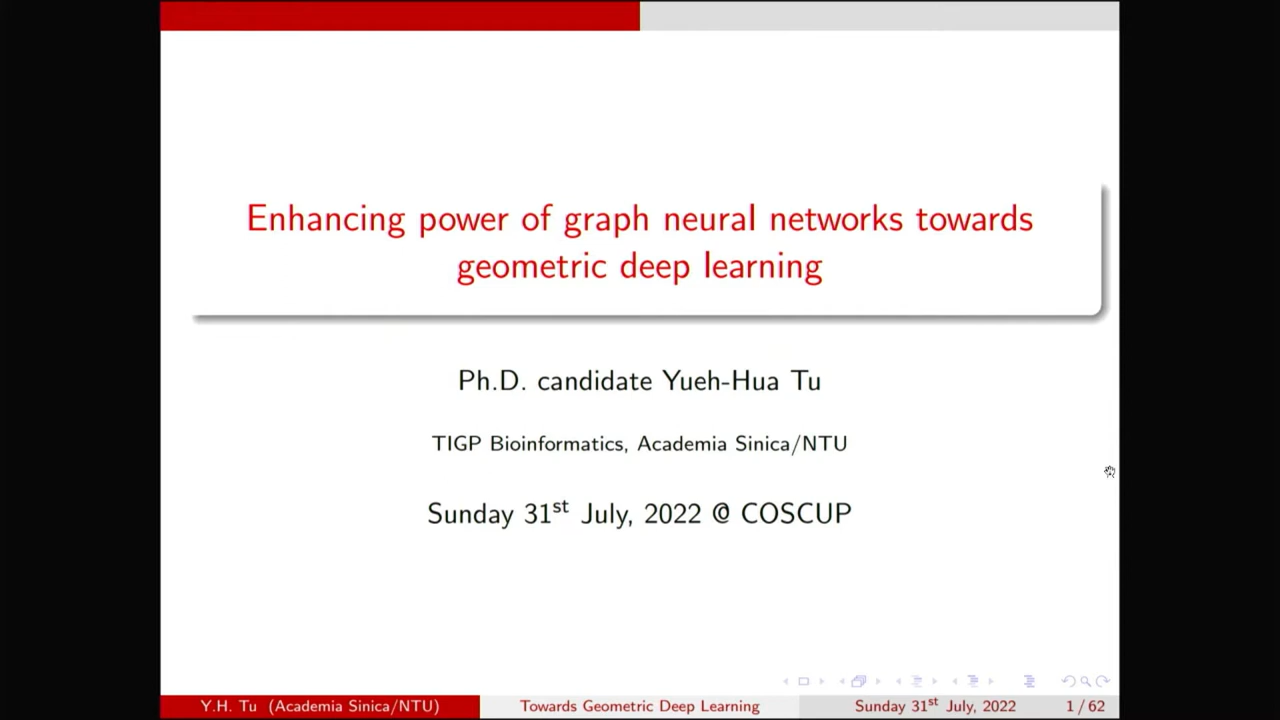 Enhancing power of graph neural networks towards
geometric deep learning
Ph.D. candidate Yueh-Hua Tu
TIGP Bioinformatics, Academia Sinica/NTU
Sunday 31st July, 2022 @ COSCUP
Y.H. Tu (Academia Sinica/NTU) Towards Geometric Deep Learning Sunday 31st July, 2022 1 / 62